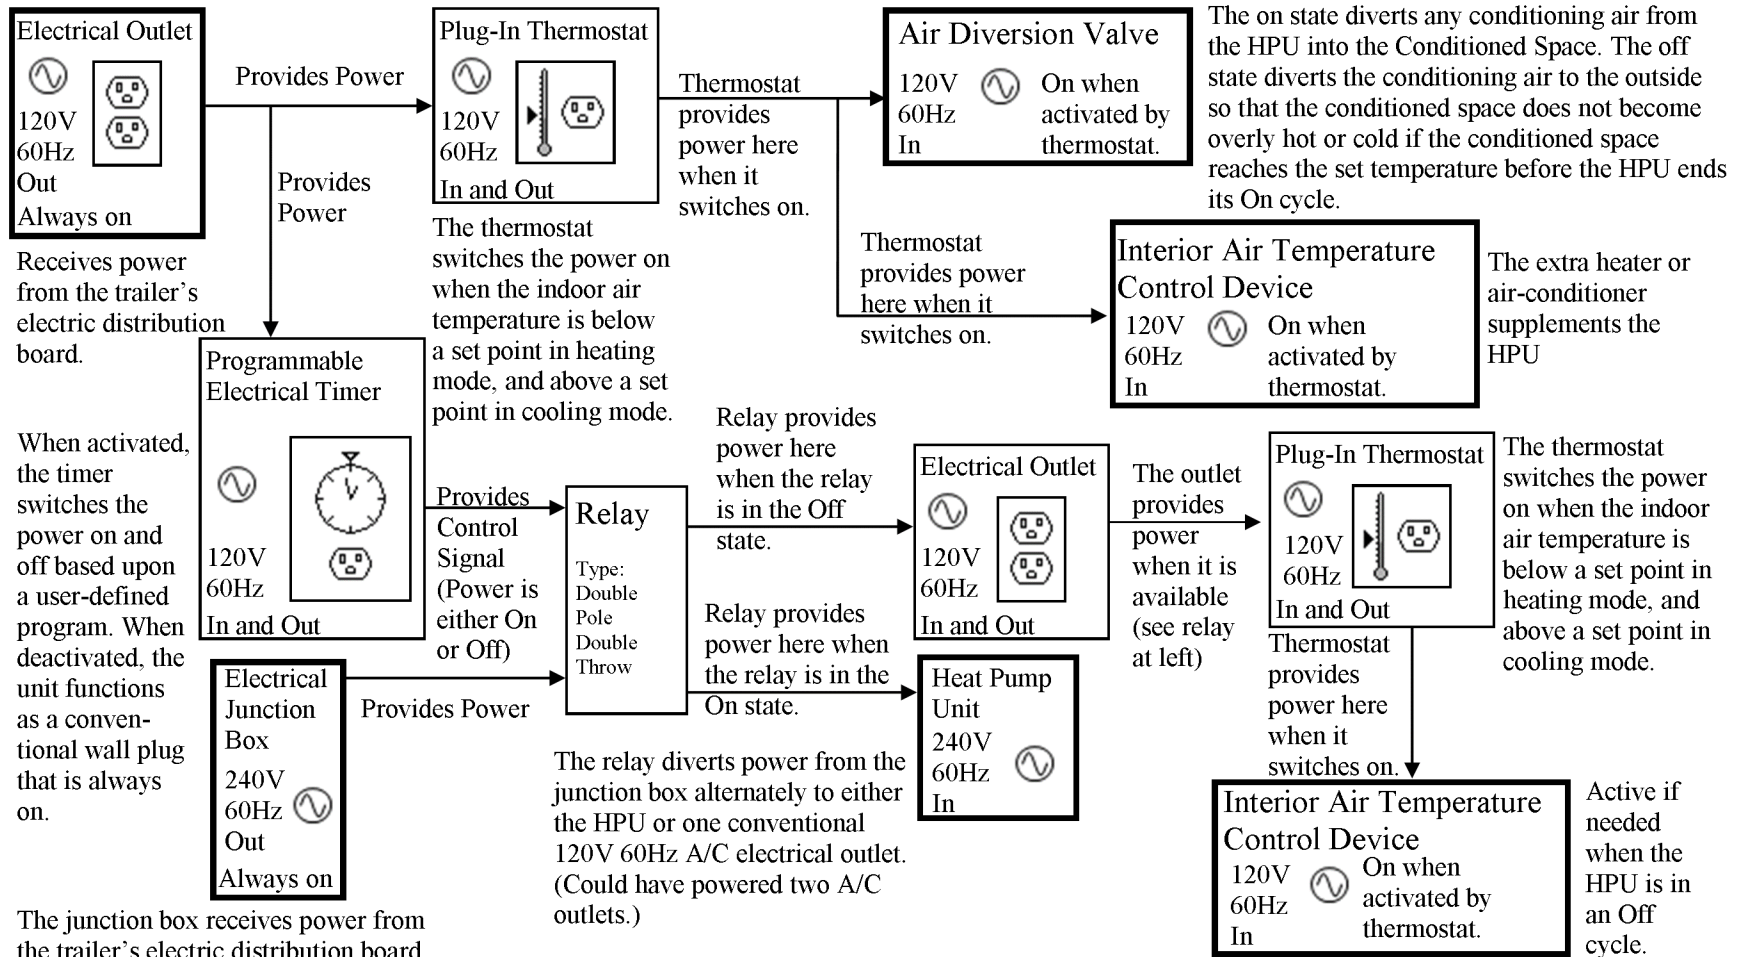 Electrical Outlet
120V
60Hz
Out
Always on
Receives power
from the trailer's
electric distribution
board.
Provides Power
Provides
Power
Plug-In Thermostat
120V
60Hz
In and Out
The thermostat
switches the power on
when the indoor air
temperature is below
a set point in heating
mode, and above a set
point in cooling mode.
Thermostat
provides
power here
when it
switches on.
Air Diversion Valve
120V
60Hz
In
On when
activated by
thermostat.
The on state diverts any conditioning air from
the HPU into the Conditioned Space. The off
state diverts the conditioning air to the outside
so that the conditioned space does not become
overly hot or cold if the conditioned space
reaches the set temperature before the HPU ends
its On cycle.
Thermostat
provides power
here when it
switches on.
Interior Air Temperature
Control Device
120V
60Hz
In
On when
activated by
thermostat.
The extra heater or
air-conditioner
supplements the
HPU
Programmable
Electrical Timer
120V
60Hz
In and Out
When activated,
the timer
switches the
power on and
off based upon
a user-defined
program. When
deactivated, the
unit functions
as a conven-
tional wall plug
that is always
on.
Provides
Control
Signal
(Power is
either On
or Off)
Relay
Type:
Double
Pole
Double
Throw
Relay provides
power here
when the relay
is in the Off
state.
Electrical Outlet
120V
60Hz
In and Out
The outlet
provides
power
when it is
available
(see relay
at left)
Plug-In Thermostat
120V
60Hz
In and Out
The thermostat
switches the power
on when the indoor
air temperature is
below a set point in
heating mode, and
above a set point in
cooling mode.
Electrical
Junction
Box
240V
60Hz
Out
Always on
Provides Power
Relay provides
power here when
the relay is in the
On state.
Heat Pump
Unit
240V
60Hz
In
The relay diverts power from the
junction box alternately to either
the HPU or one conventional
120V 60Hz A/C electrical outlet.
(Could have powered two A/C
outlets.)
Thermostat
provides
power here
when it
switches on.
Interior Air Temperature
Control Device
120V
60Hz
In
On when
activated by
thermostat.
Active if
needed
when the
HPU is in
an Off
cycle.
The junction box receives power from
the trailer's electric distribution board